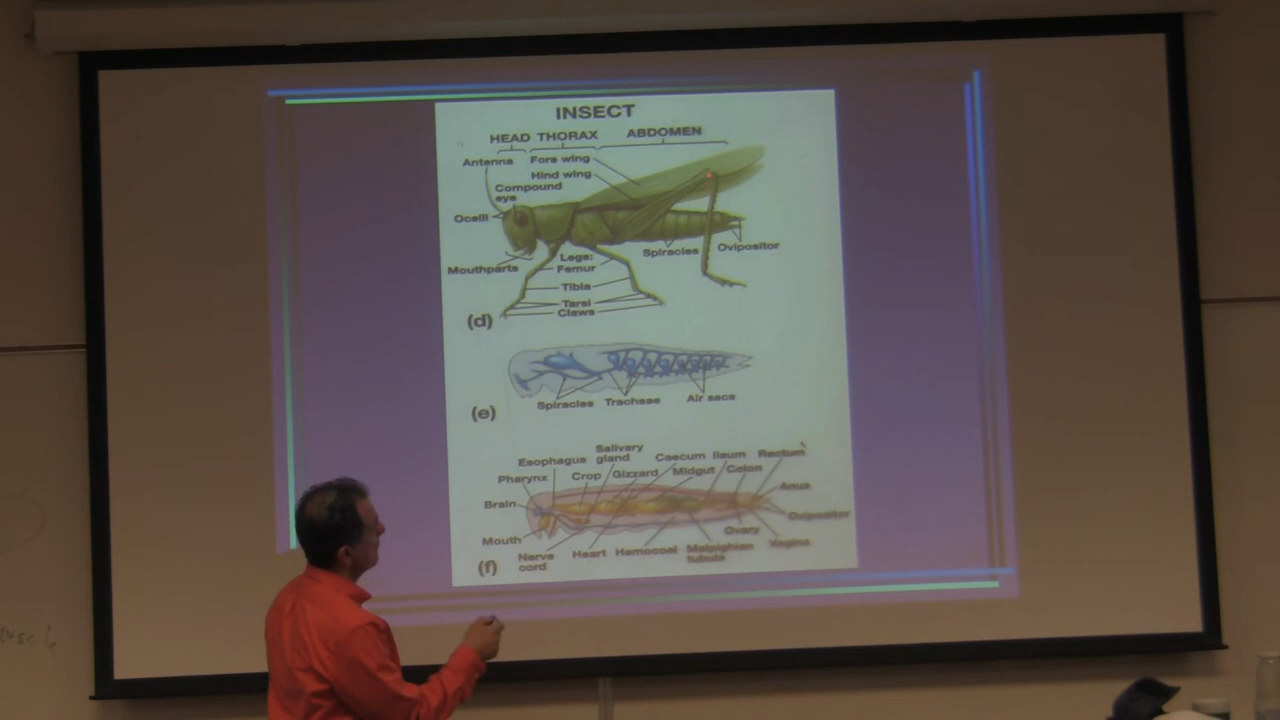 INSECT
HEAD THORAX ABDOMEN
Antenna Fore wing
Hind wing
Compound
eye
Ocelli
Mouthparts
Legs:
Femur
Spiracles Ovipositor
Tibia
Tarsi
Claws
(d)
Spiracles Tracheae Air sacs
(e)
Salivary
gland
Esophagus Caecum Ileum Rectum
Pharynx Crop Gizzard Midgut Colon
Brain Anus
Ovipositor
Mouth Ovary Vagina
Nerve
cord
Heart Hemocoel Malpighian
tubule
(f)